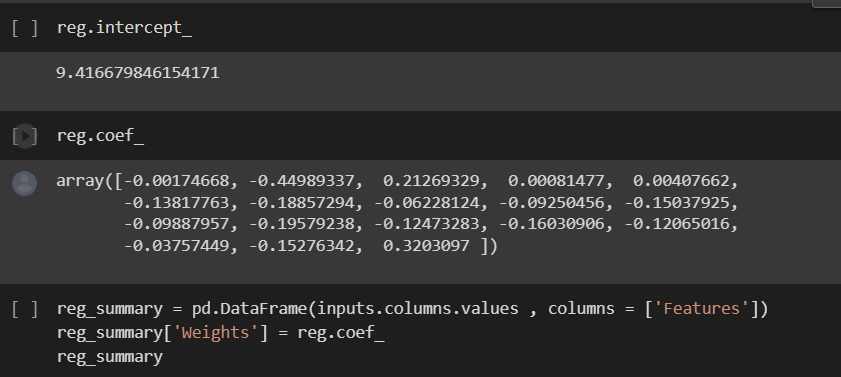 [ ] reg.intercept_
9.416679846154171
[ ] reg.coef_
array([-0.00174668, -0.44989337,  0.21269329,  0.00081477,  0.00407662,
       -0.13817763, -0.18857294, -0.06228124, -0.09250456, -0.15037925,
       -0.09887957, -0.19579238, -0.12473283, -0.16030906, -0.12065016,
       -0.03757449, -0.15276342,  0.3203097 ])
[ ] reg_summary = pd.DataFrame(inputs.columns.values , columns = ['Features'])
reg_summary['Weights'] = reg.coef_
reg_summary